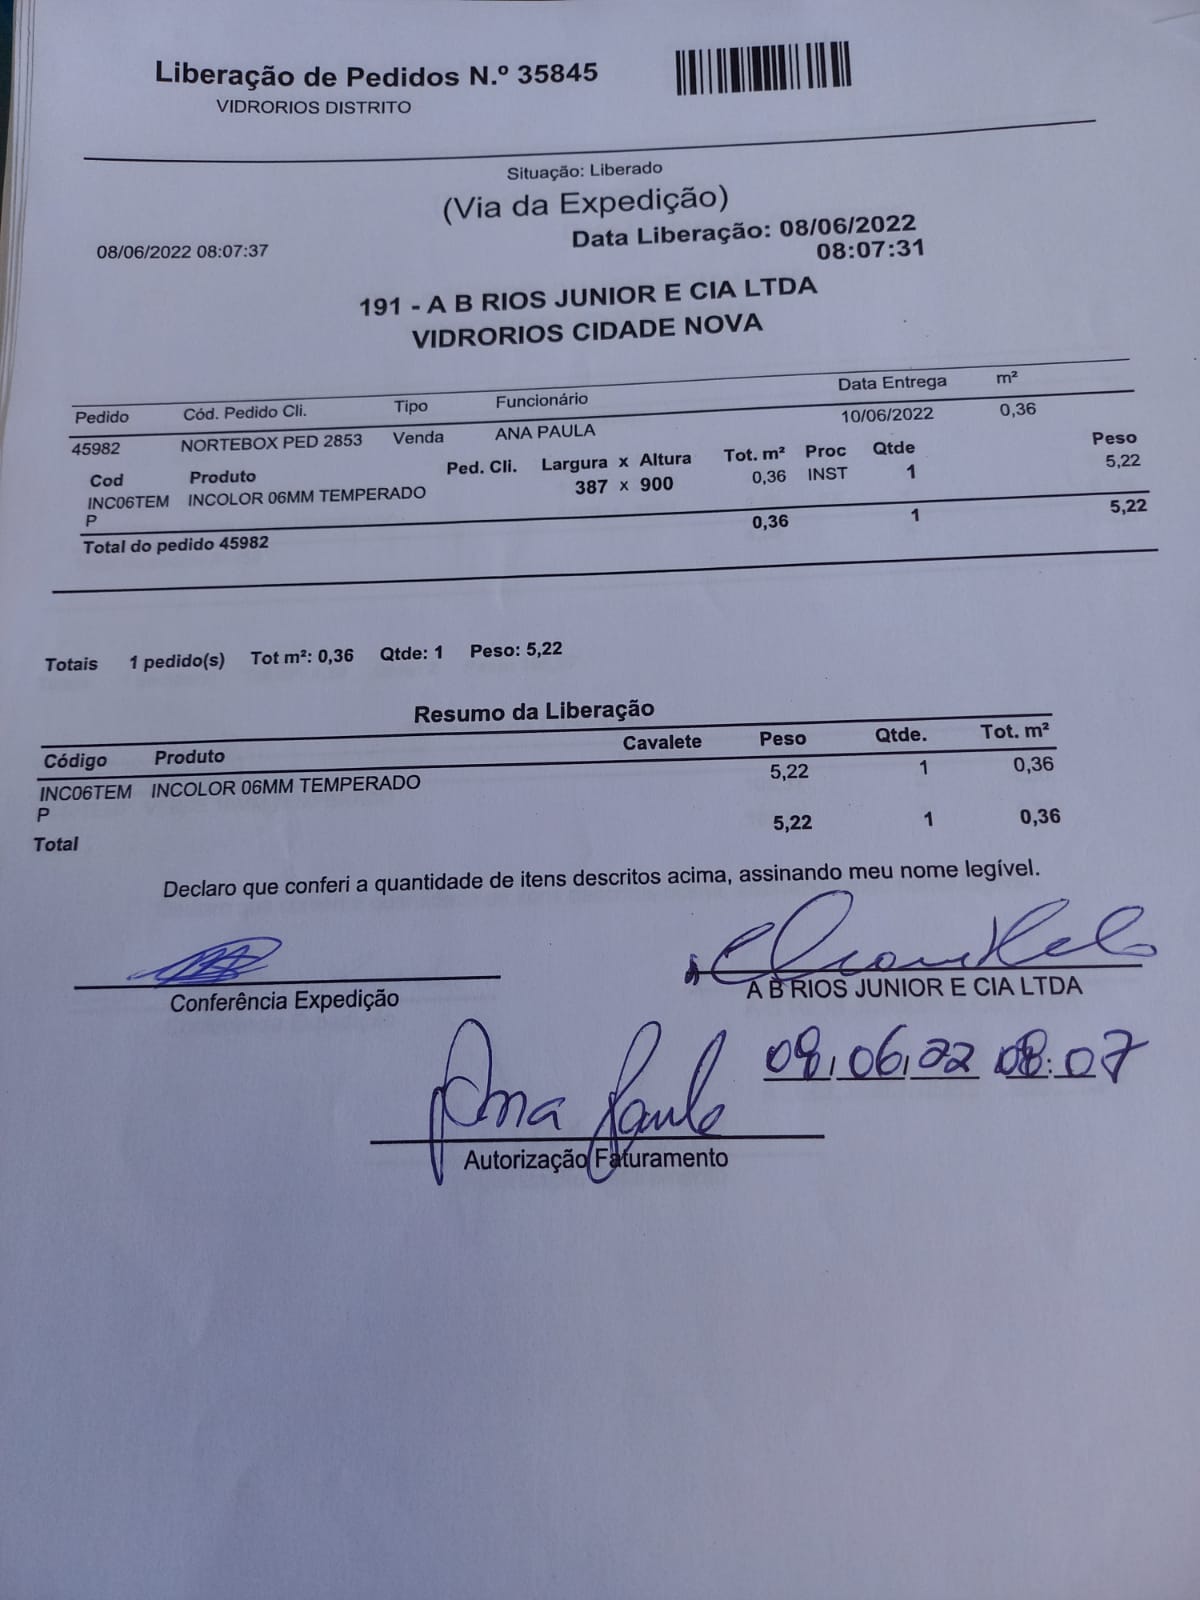 Liberação de Pedidos N.º 35845
VIDRORIOS DISTRITO
Situação: Liberado
(Via da Expedição)
08/06/2022 08:07:37
Data Liberação: 08/06/2022
08:07:31
191 - A B RIOS JUNIOR E CIA LTDA
VIDRORIOS CIDADE NOVA
Pedido Cód. Pedido Cli. Tipo Funcionário Data Entrega m²
45982 NORTEBOX PED 2853 Venda ANA PAULA 10/06/2022 0,36
Cod Produto Ped. Cli. Largura x Altura Tot. m² Proc Qtde Peso
INC06TEM INCOLOR 06MM TEMPERADO 387 x 900 0,36 INST 1 5,22
P
Total do pedido 45982 0,36 1 5,22
Totais 1 pedido(s) Tot m²: 0,36 Qtde: 1 Peso: 5,22
Resumo da Liberação
Código Produto Cavalete Peso Qtde. Tot. m²
INC06TEM INCOLOR 06MM TEMPERADO 5,22 1 0,36
P
Total 5,22 1 0,36
Declaro que conferi a quantidade de itens descritos acima, assinando meu nome legível.
Conferência Expedição
A B RIOS JUNIOR E CIA LTDA
08/06/22 08:07
Ana Paula
Autorização Faturamento